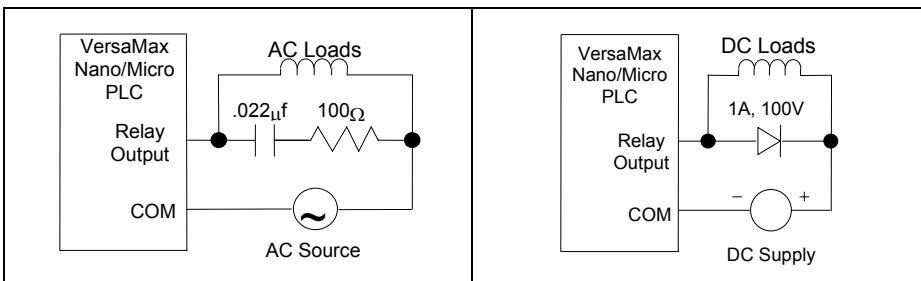 VersaMax
Nano/Micro
PLC
AC Loads
.022μf
100Ω
Relay
Output
COM
~
AC Source
VersaMax
Nano/Micro
PLC
DC Loads
1A, 100V
Relay
Output
COM
– +
DC Supply